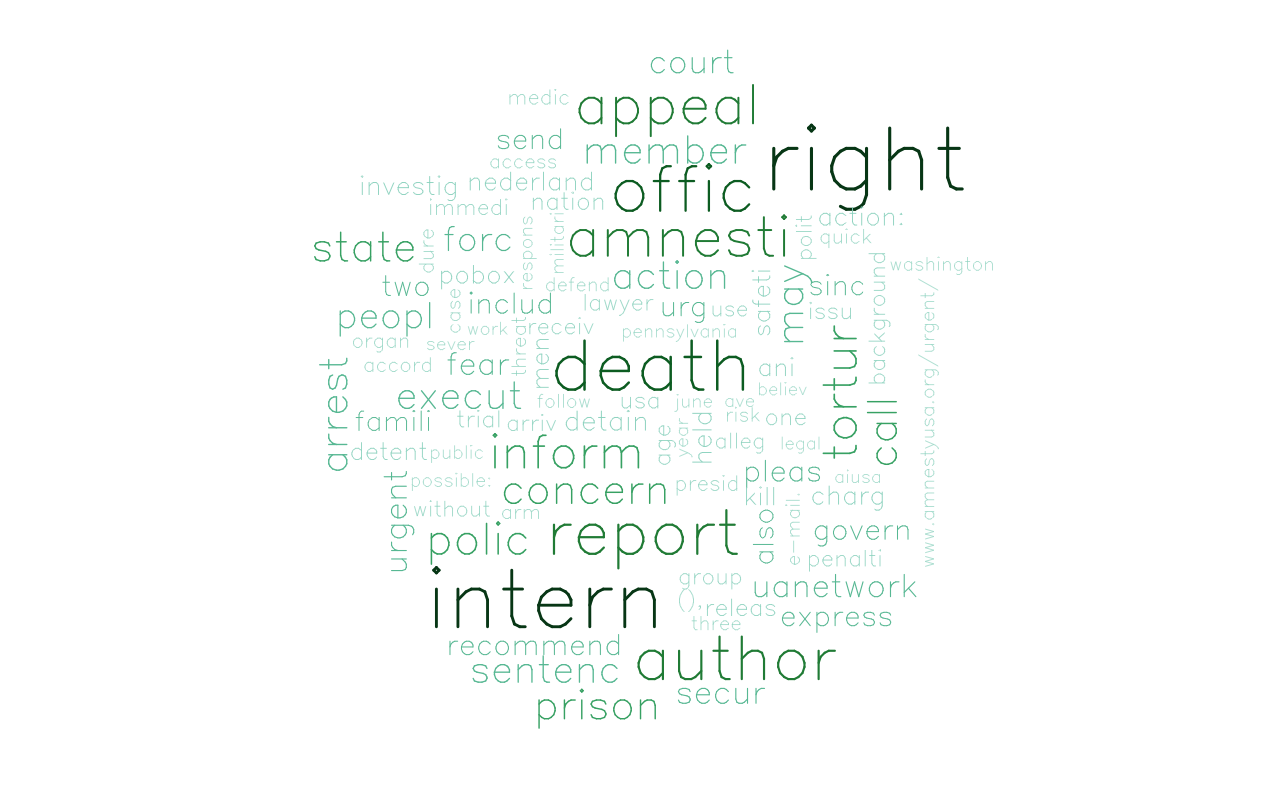 court
medic
appeal
right
send
member
access
offic
investig
nederland
immedi
nation
action:
amnesti
polit
quick
state
dure
forc
respons
militari
washington
pobox
action
background
two
defend
safeti
may
sinc
includ
lawyer
urg
use
issu
case
peopl
work
receiv
pennsylvania
organ
sever
threat
tortur
www.amnestyusa.org/urgent/
accord
fear
men
death
ani
believ
arrest
execut
follow
usa
june
ave
call
famili
trial
arriv
detain
age
year
held
risk
one
detent
public
inform
alleg
legal
possible:
concern
presid
pleas
aiusa
urgent
without
arm
kill
charg
polic
report
also
e-mail.
govern
penalti
intern
group
uanetwork
(),
releas
three
express
recommend
author
sentenc
secur
prison